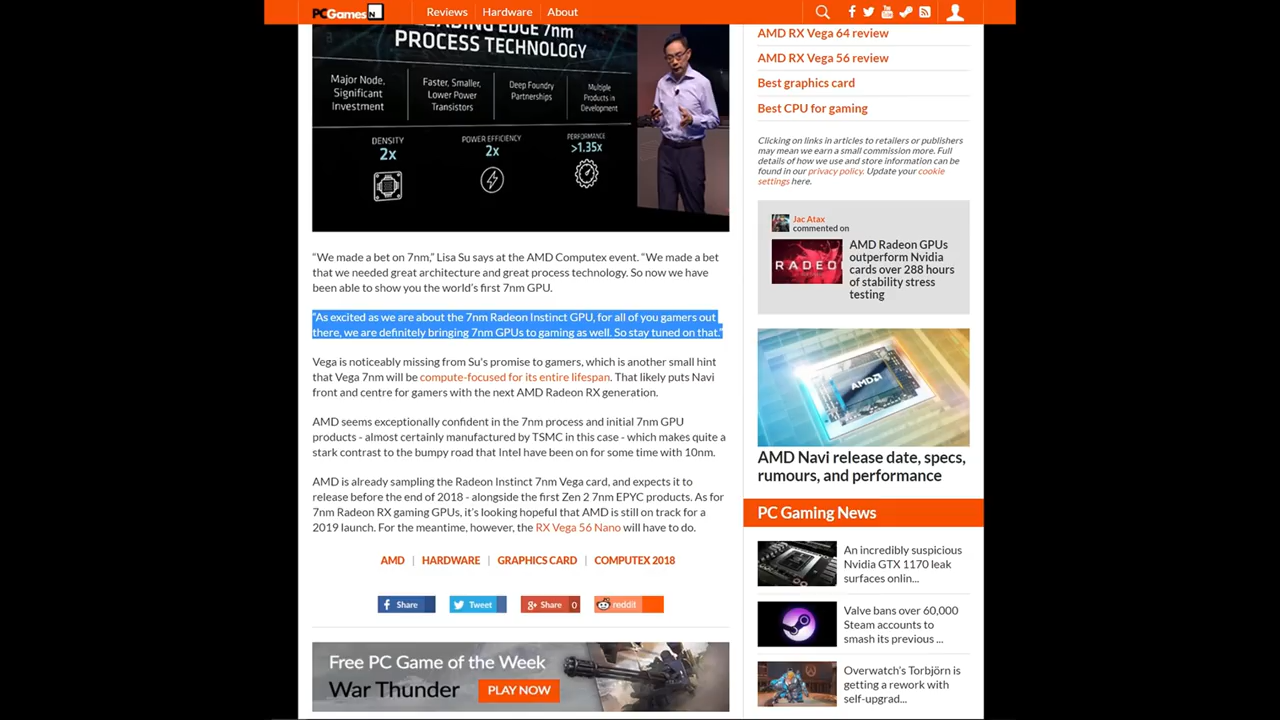 PCGamesN
Reviews
Hardware
About
LEADING EDGE 7nm
PROCESS TECHNOLOGY
Major Node,
Significant
Investment
Faster, Smaller,
Lower Power
Transistors
Deep Foundry
Partnerships
Multiple
Products in
Development
DENSITY
2x
POWER EFFICIENCY
2x
PERFORMANCE
>1.35x
"We made a bet on 7nm," Lisa Su says at the AMD Computex event. "We made a bet
that we needed great architecture and great process technology. So now we have
been able to show you the world's first 7nm GPU.
"As excited as we are about the 7nm Radeon Instinct GPU, for all of you gamers out
there, we are definitely bringing 7nm GPUs to gaming as well. So stay tuned on that."
Vega is noticeably missing from Su's promise to gamers, which is another small hint
that Vega 7nm will be compute-focused for its entire lifespan. That likely puts Navi
front and centre for gamers with the next AMD Radeon RX generation.
AMD seems exceptionally confident in the 7nm process and initial 7nm GPU
products - almost certainly manufactured by TSMC in this case - which makes quite a
stark contrast to the bumpy road that Intel have been on for some time with 10nm.
AMD is already sampling the Radeon Instinct 7nm Vega card, and expects it to
release before the end of 2018 - alongside the first Zen 2 7nm EPYC products. As for
7nm Radeon RX gaming GPUs, it's looking hopeful that AMD is still on track for a
2019 launch. For the meantime, however, the RX Vega 56 Nano will have to do.
AMD | HARDWARE | GRAPHICS CARD | COMPUTEX 2018
Share
Tweet
Share 0
reddit
Free PC Game of the Week
War Thunder
PLAY NOW
AMD RX Vega 64 review
AMD RX Vega 56 review
Best graphics card
Best CPU for gaming
Clicking on links in articles to retailers or publishers
may mean we earn a small commission more. Full
details of how we use and store information can be
found in our privacy policy. Update your cookie
settings here.
Jac Atax
commented on
RADEO
AMD Radeon GPUs
outperform Nvidia
cards over 288 hours
of stability stress
testing
AMD
AMD Navi release date, specs,
rumours, and performance
PC Gaming News
An incredibly suspicious
Nvidia GTX 1170 leak
surfaces onlin...
Valve bans over 60,000
Steam accounts to
smash its previous ...
Overwatch's Torbjörn is
getting a rework with
self-upgrad...